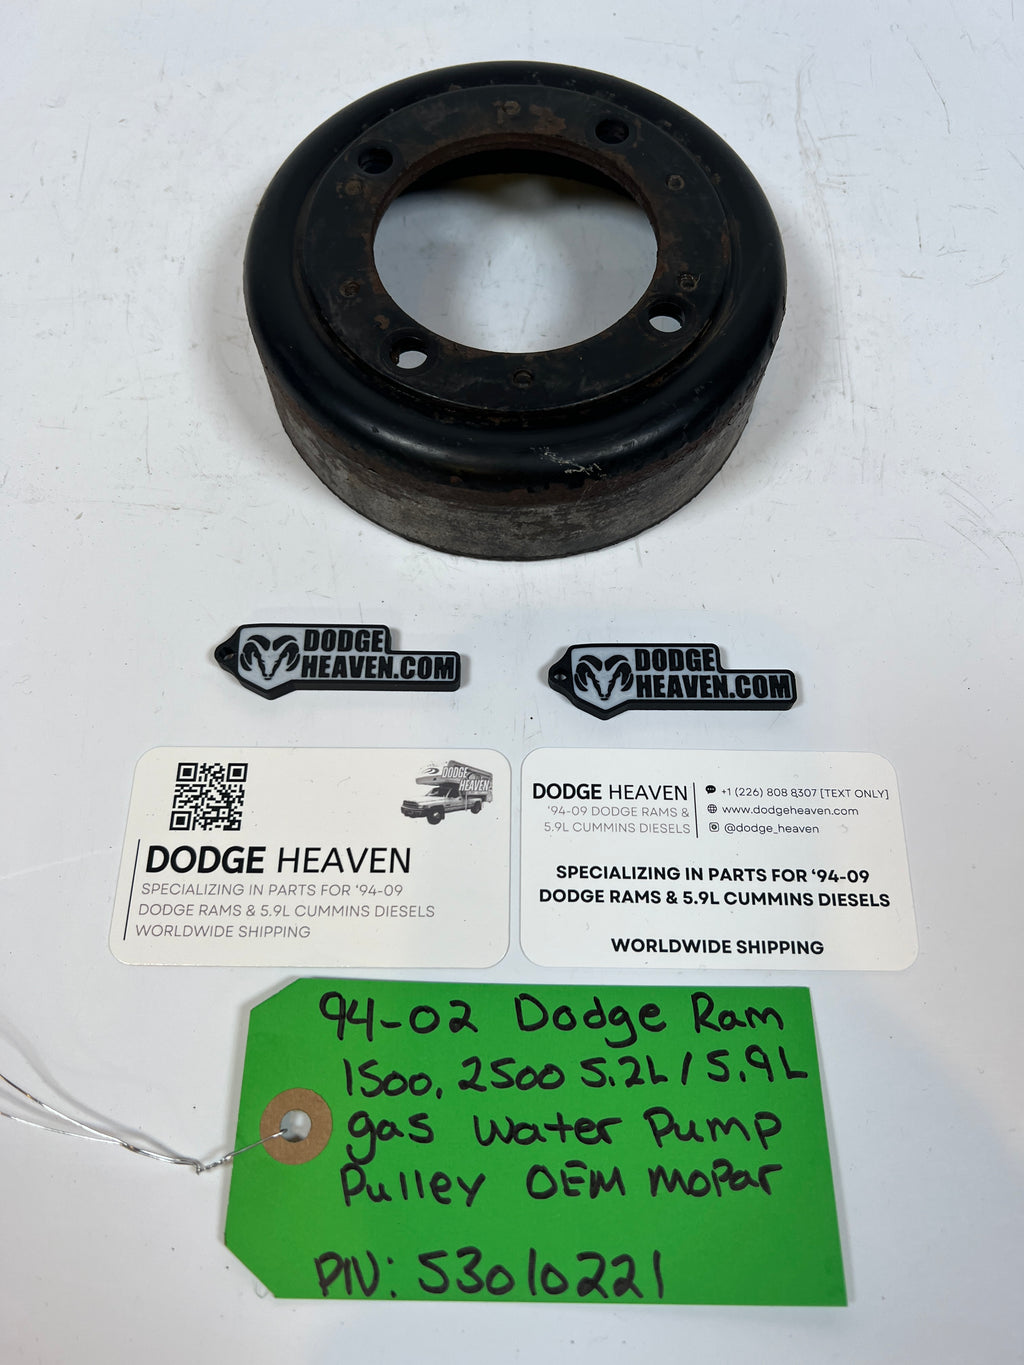 DODGE
HEAVEN.COM
DODGE
HEAVEN.COM
DODGE
HEAVEN
DODGE HEAVEN
SPECIALIZING IN PARTS FOR ‘94-09
DODGE RAMS & 5.9L CUMMINS DIESELS
WORLDWIDE SHIPPING
DODGE HEAVEN
‘94-09 DODGE RAMS &
5.9L CUMMINS DIESELS
+1 (226) 808 8307 [TEXT ONLY]
www.dodgeheaven.com
@dodge_heaven
SPECIALIZING IN PARTS FOR ‘94-09
DODGE RAMS & 5.9L CUMMINS DIESELS
WORLDWIDE SHIPPING
94-02 Dodge Ram
1500, 2500 5.2L / 5.9L
gas Water Pump
Pulley OEM Mopar
P/N: 53010221